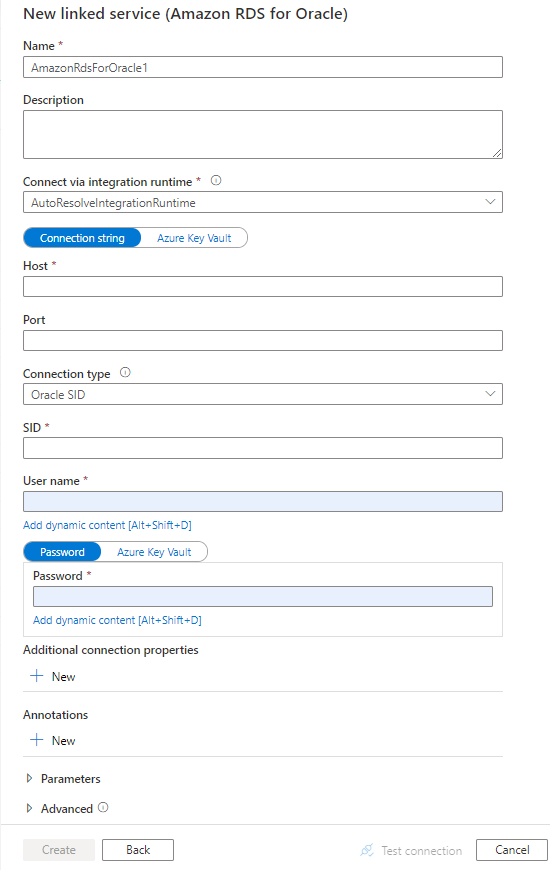 New linked service (Amazon RDS for Oracle)
Name *
AmazonRdsForOracle1
Description
Connect via integration runtime *
AutoResolveIntegrationRuntime
Connection string Azure Key Vault
Host *
Port
Connection type
Oracle SID
SID *
User name *
Add dynamic content [Alt+Shift+D]
Password Azure Key Vault
Password *
Add dynamic content [Alt+Shift+D]
Additional connection properties
New
Annotations
New
Parameters
Advanced
Create Back Test connection Cancel